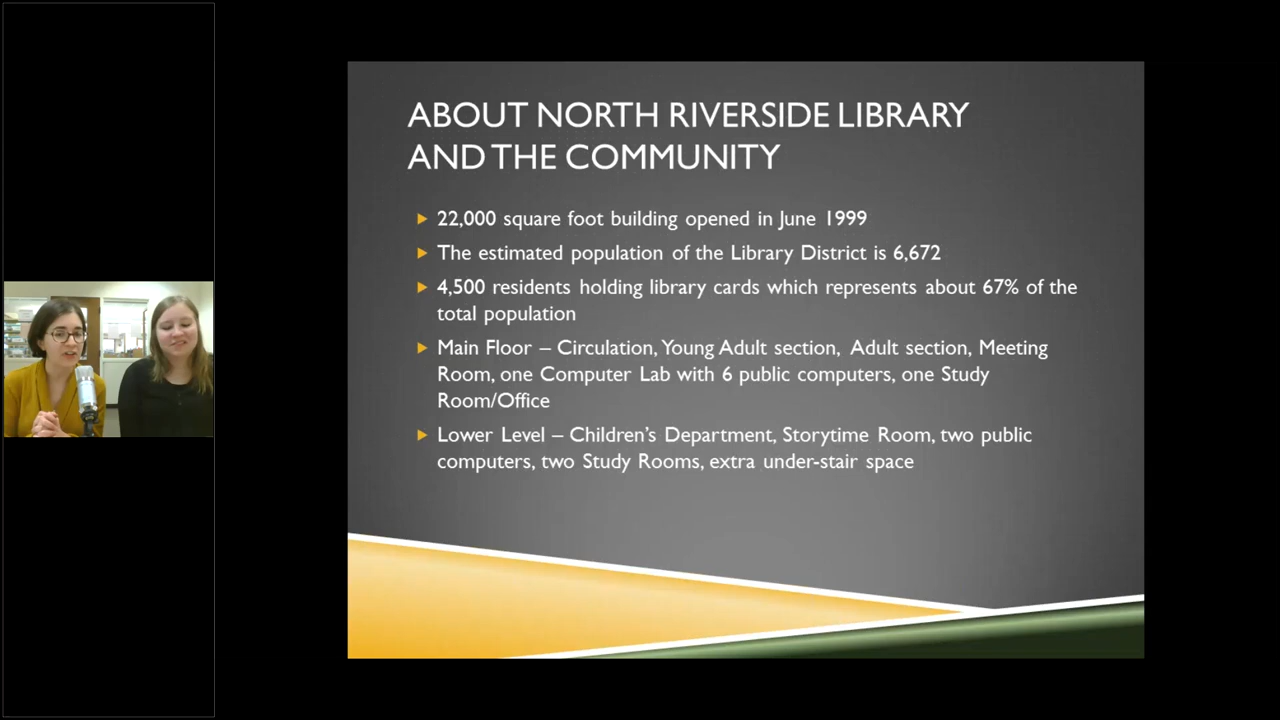 ABOUT NORTH RIVERSIDE LIBRARY
AND THE COMMUNITY
22,000 square foot building opened in June 1999
The estimated population of the Library District is 6,672
4,500 residents holding library cards which represents about 67% of the
total population
Main Floor – Circulation, Young Adult section, Adult section, Meeting
Room, one Computer Lab with 6 public computers, one Study
Room/Office
Lower Level – Children's Department, Storytime Room, two public
computers, two Study Rooms, extra under-stair space